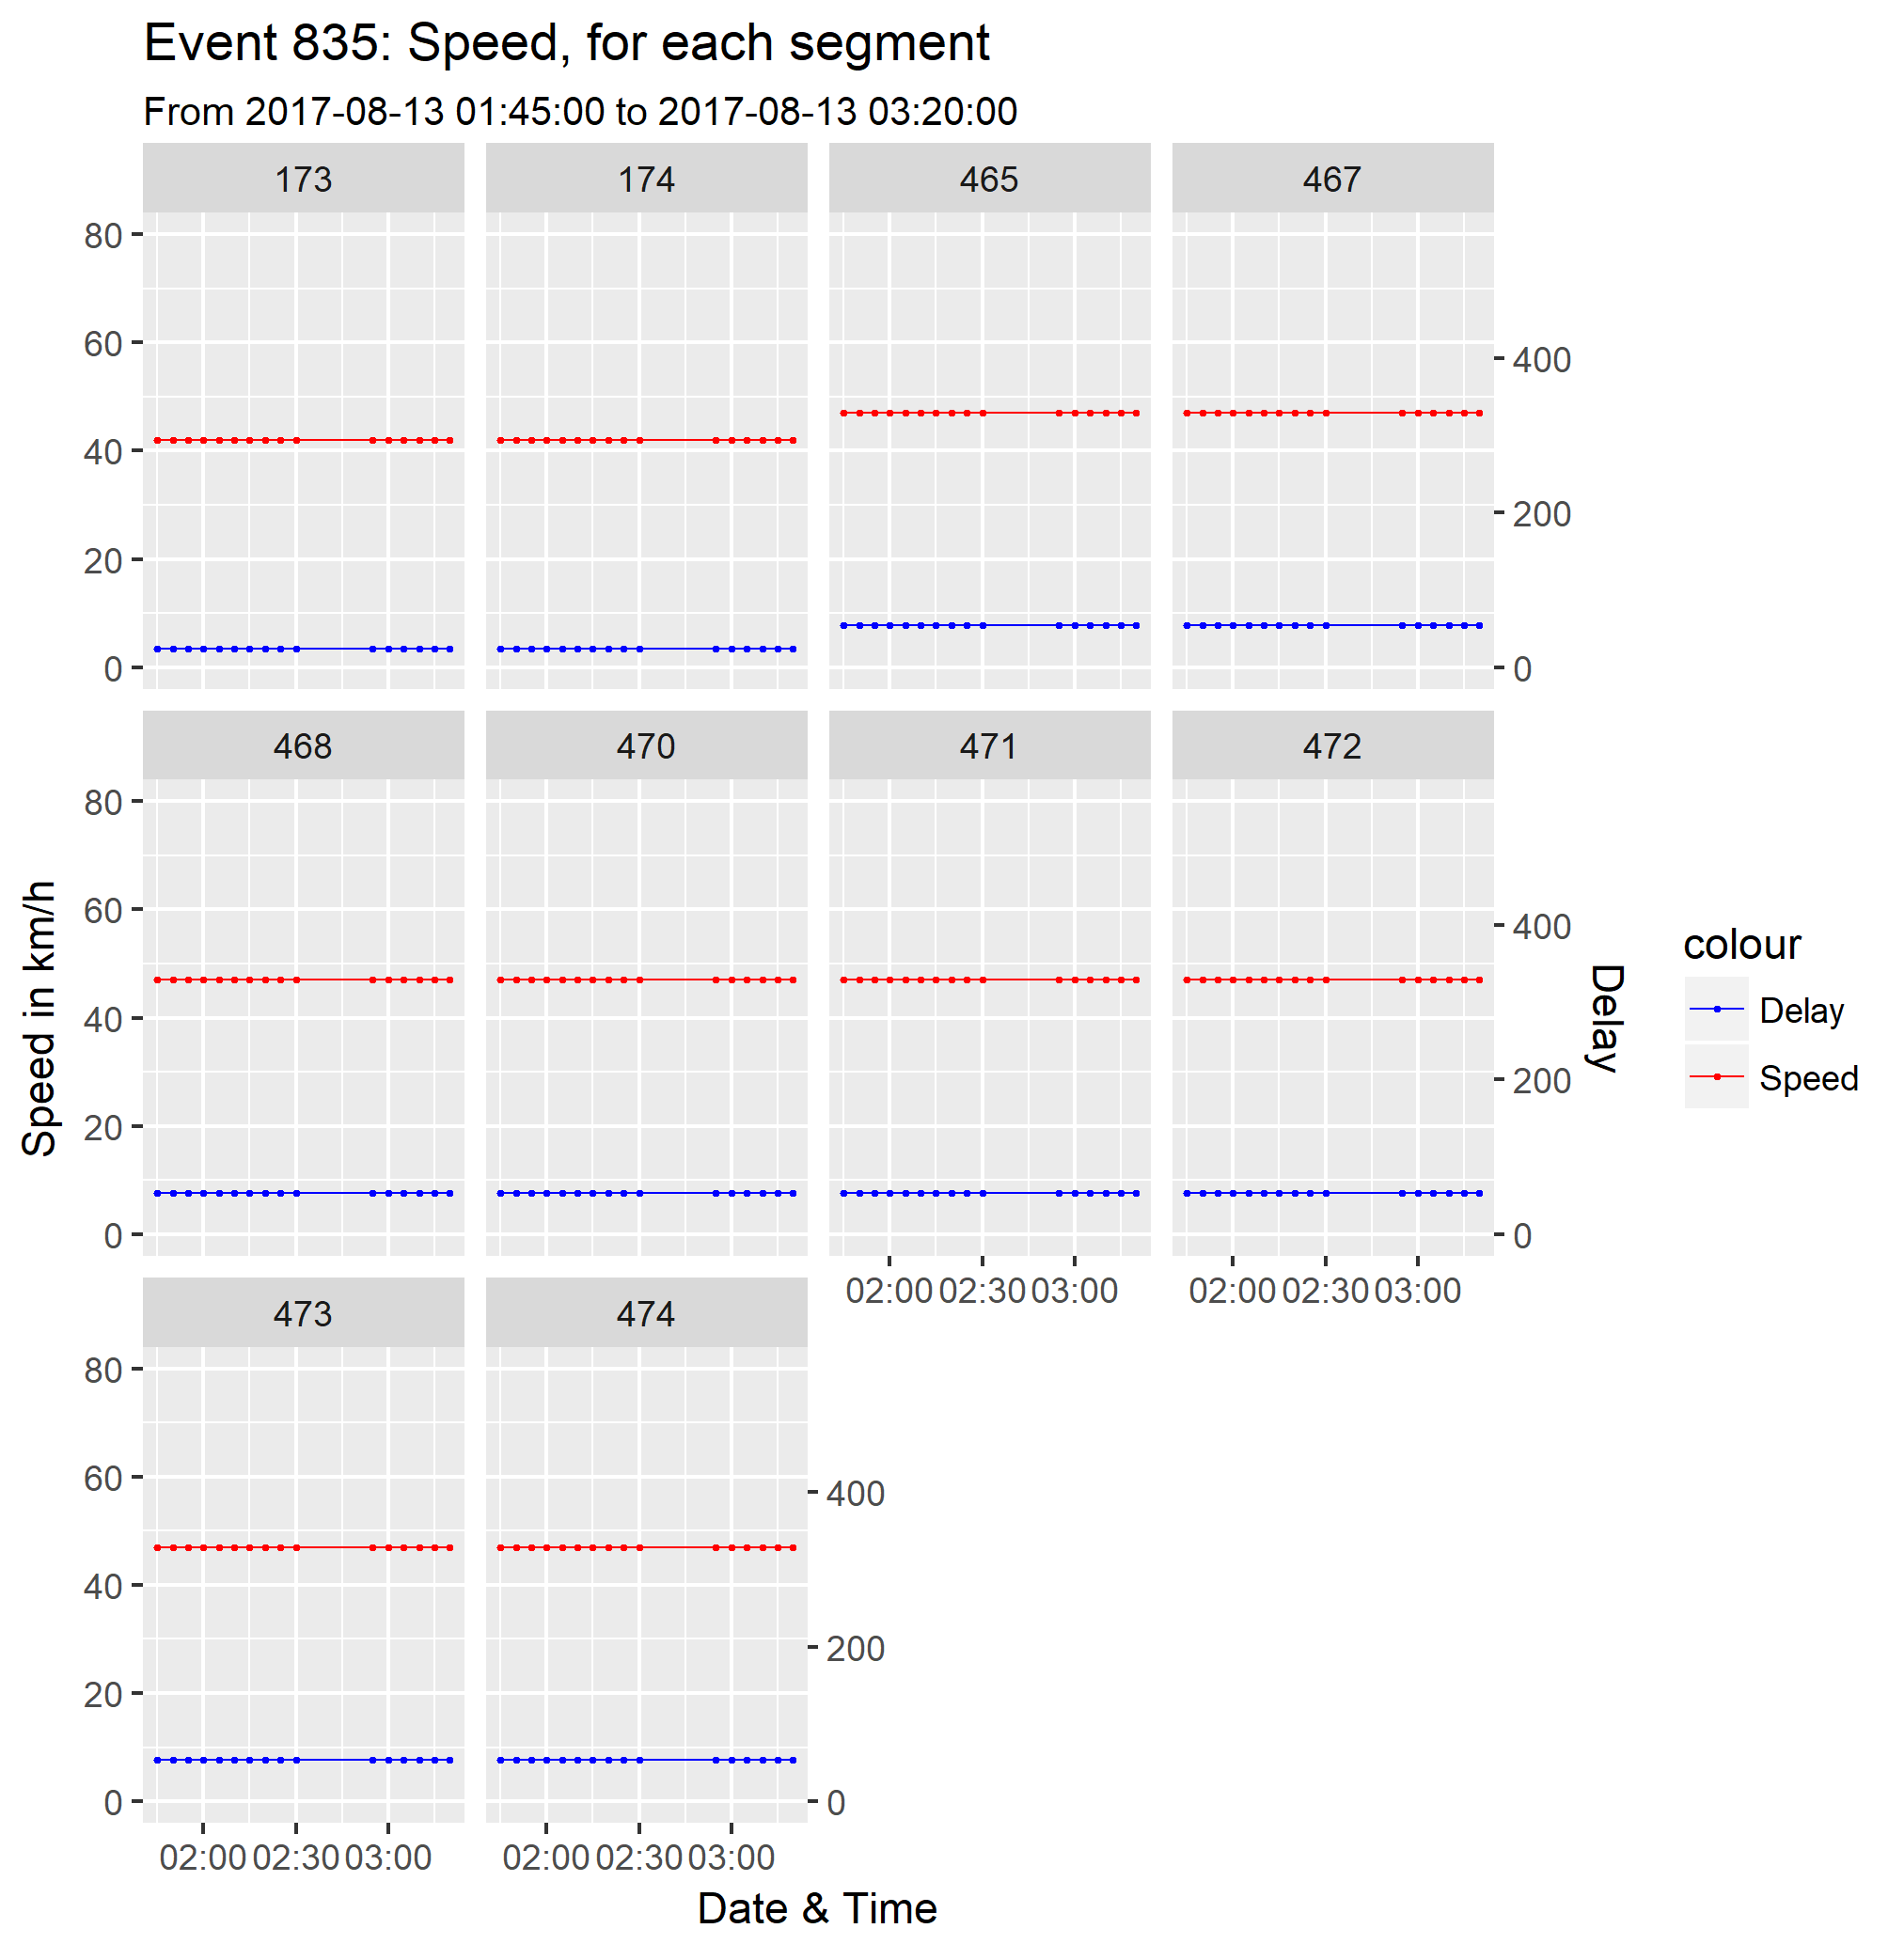 Event 835: Speed, for each segment
From 2017-08-13 01:45:00 to 2017-08-13 03:20:00
173 174 465 467
80
60
40
20
0
400
200
0
468 470 471 472
80
60
40
20
0
400
200
0
02:00 02:30 03:00 02:00 02:30 03:00
473 474
80
60
40
20
0
400
200
0
02:00 02:30 03:00 02:00 02:30 03:00
Date & Time
Speed in km/h
Delay
colour
Delay
Speed